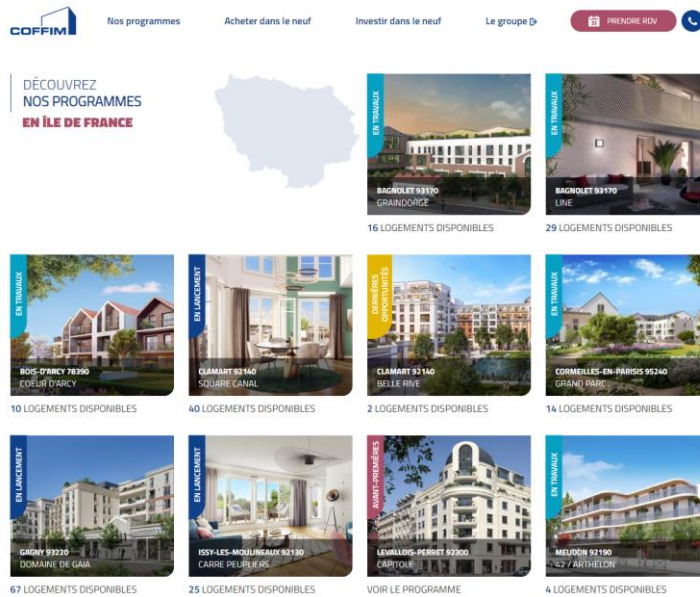 COFFIM
Nos programmes
Acheter dans le neuf
Investir dans le neuf
Le groupe
PRENDRE RDV
DÉCOUVREZ
NOS PROGRAMMES
EN ÎLE DE FRANCE
EN TRAVAUX
BAGNOLET 93170
GRAINDORGE
16 LOGEMENTS DISPONIBLES
EN TRAVAUX
BAGNOLET 93170
LINE
29 LOGEMENTS DISPONIBLES
EN TRAVAUX
BOIS-D'ARCY 78390
COEUR D'ARCY
10 LOGEMENTS DISPONIBLES
EN LANCEMENT
CLAMART 92140
SQUARE CANAL
40 LOGEMENTS DISPONIBLES
DERNIÈRES
OPPORTUNITÉS
CLAMART 92140
BELLE RIVE
2 LOGEMENTS DISPONIBLES
EN TRAVAUX
CORMEILLES-EN-PARISIS 95240
GRAND PARC
14 LOGEMENTS DISPONIBLES
EN LANCEMENT
GAGNY 93220
DOMAINE DE GAIA
67 LOGEMENTS DISPONIBLES
EN LANCEMENT
ISSY-LES-MOULINEAUX 92130
CARRE PEUPLIERS
25 LOGEMENTS DISPONIBLES
AVANT-PREMIÈRES
LEVALLOIS-PERRET 92300
CAPITOLE
VOIR LE PROGRAMME
EN TRAVAUX
MEUDON 92190
42 / ARTHELON
4 LOGEMENTS DISPONIBLES